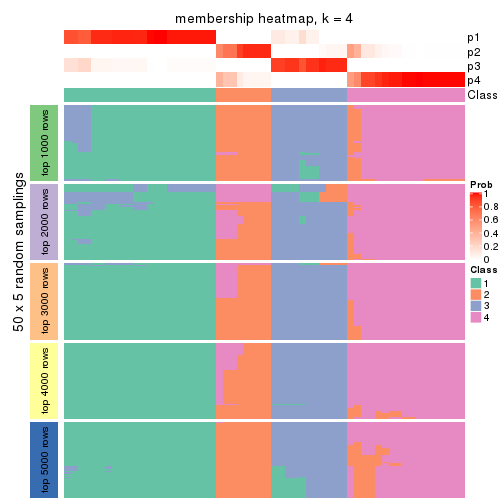 membership heatmap, k = 4
p1
p2
p3
p4
Class
50 x 5 random samplings
top 1000 rows
top 2000 rows
top 3000 rows
top 4000 rows
top 5000 rows
Prob
1
0.8
0.6
0.4
0.2
0
Class
1
2
3
4